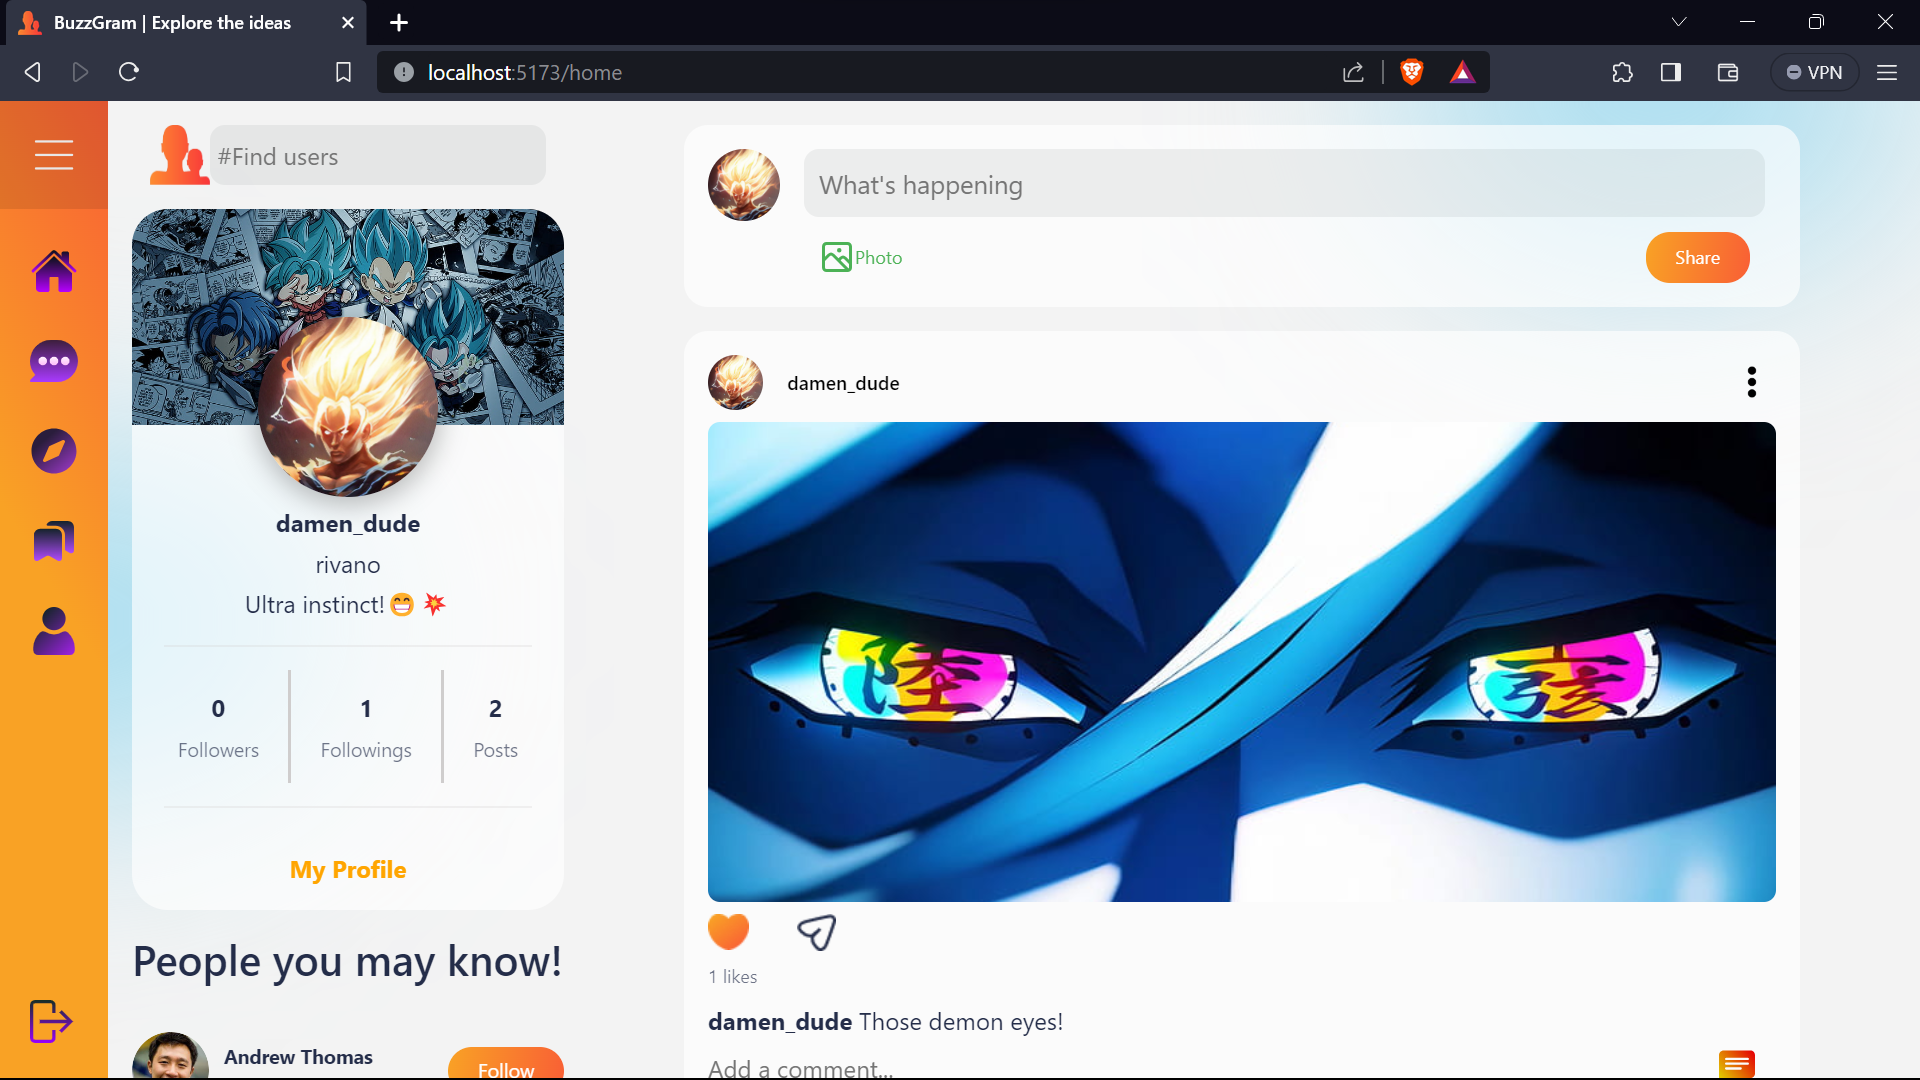 BuzzGram | Explore the ideas
localhost:5173/home
VPN
#Find users
damen_dude
rivano
Ultra instinct!😁 💥
0
Followers
1
Followings
2
Posts
My Profile
People you may know!
Andrew Thomas
Follow
What's happening
Photo
Share
damen_dude
陸
弦
1 likes
damen_dude Those demon eyes!
Add a comment...